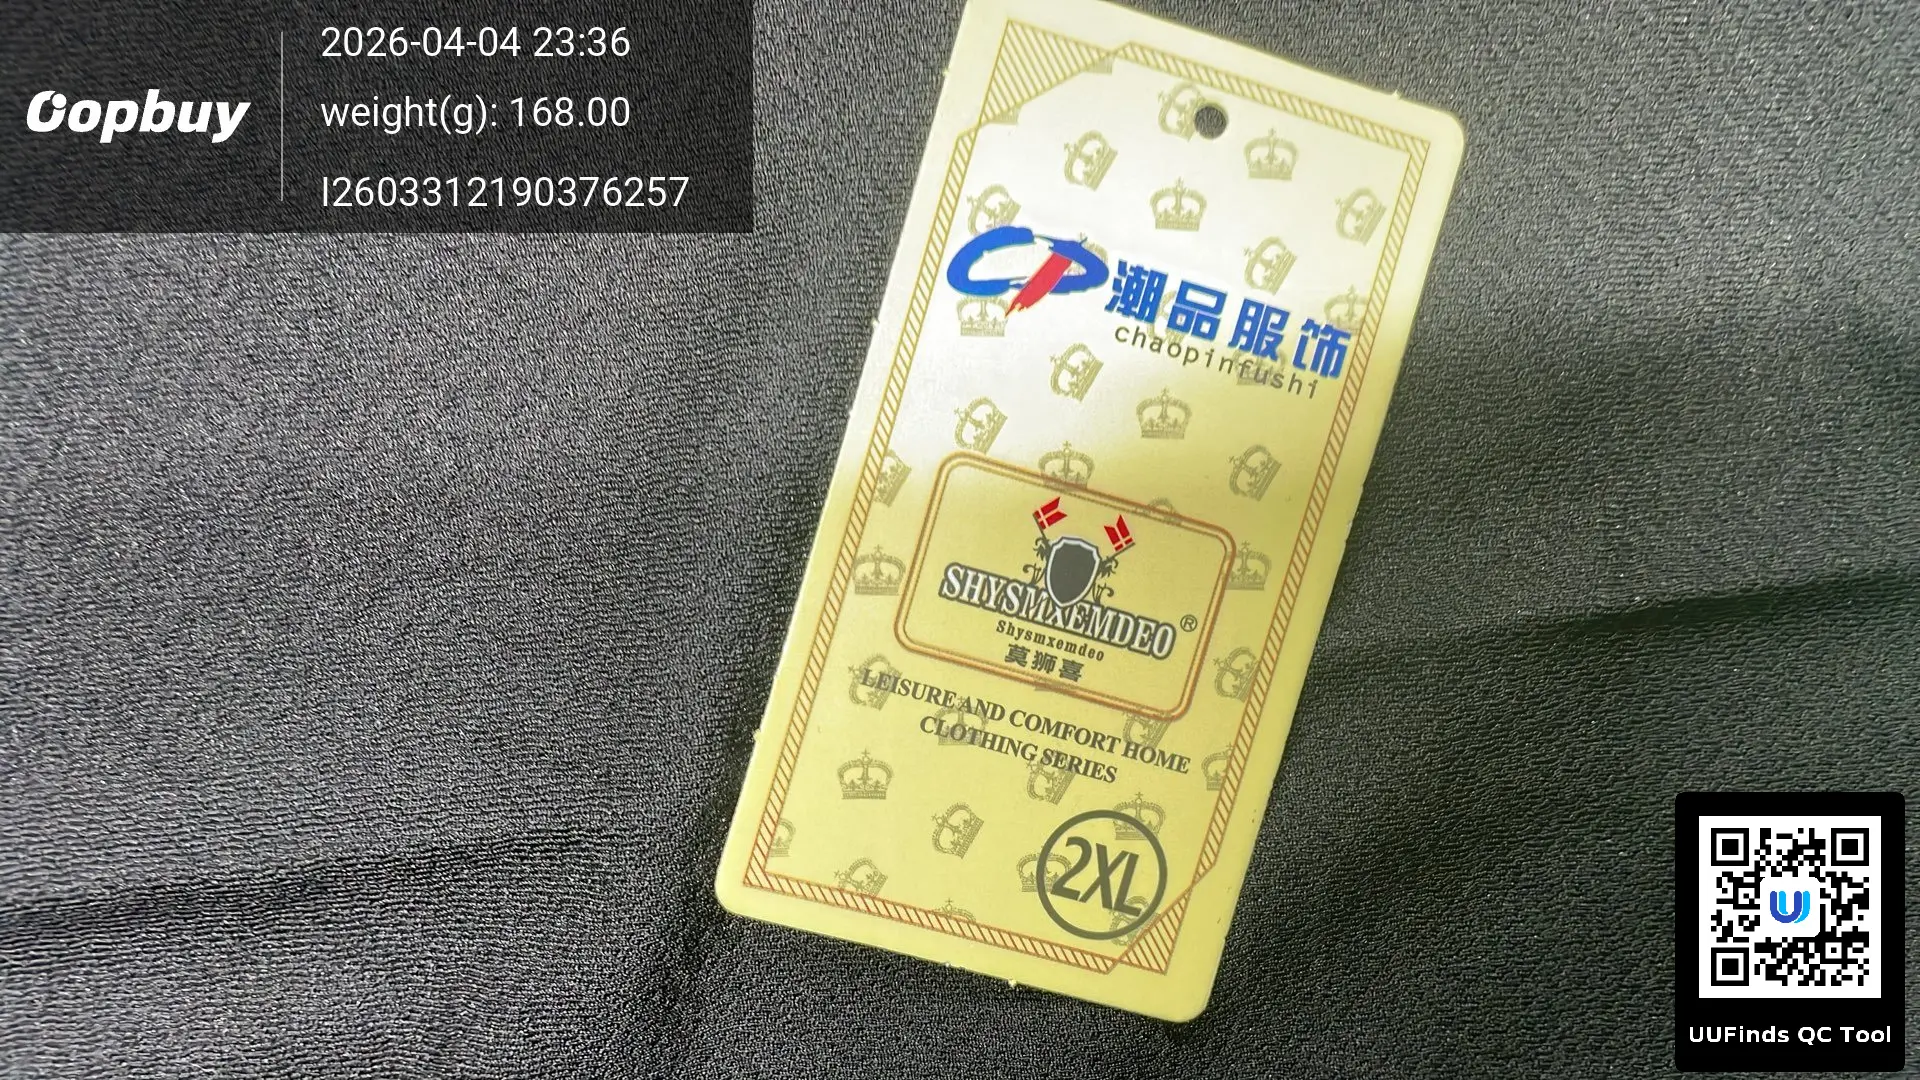 Oopbuy
2026-04-04 23:36
weight(g): 168.00
I2603312190376257
潮品服饰
chaopinfushi
SHYSMXEMDEO®
Shysmxemdeo
莫狮喜
LEISURE AND COMFORT HOME
CLOTHING SERIES
2XL
UUFinds QC Tool